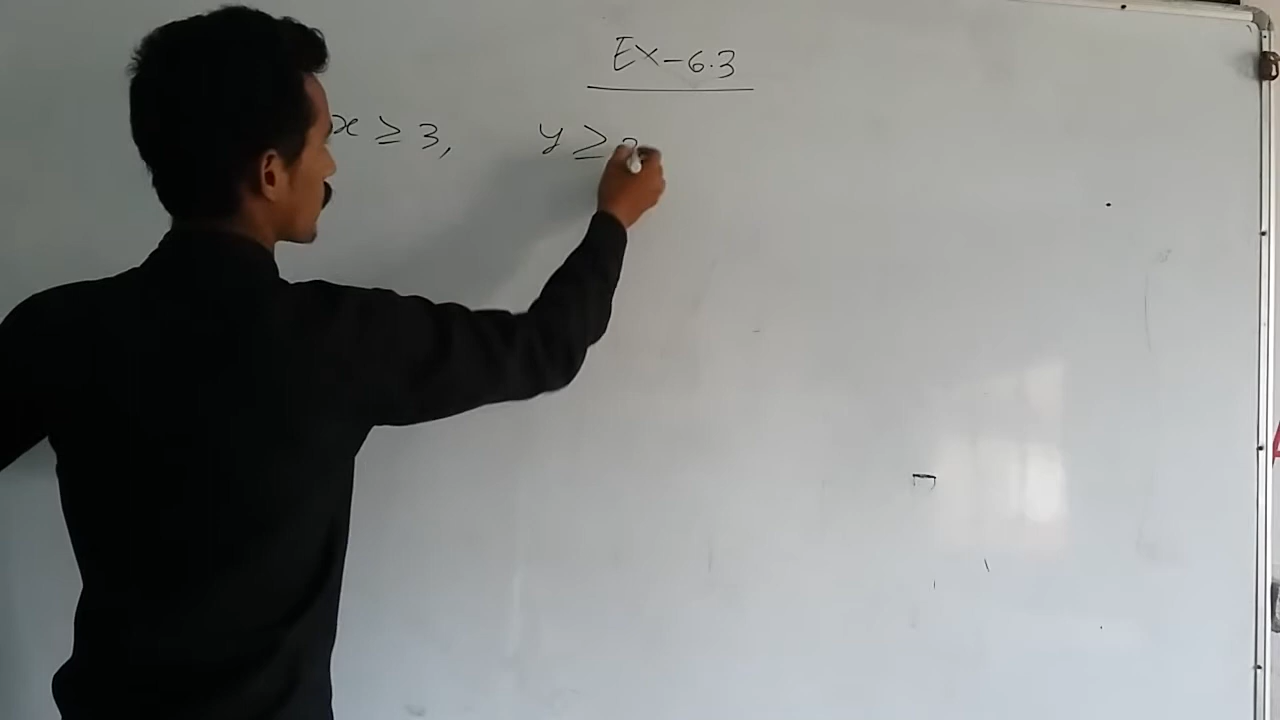 Ex-6.3
x ≥ 3, y ≥